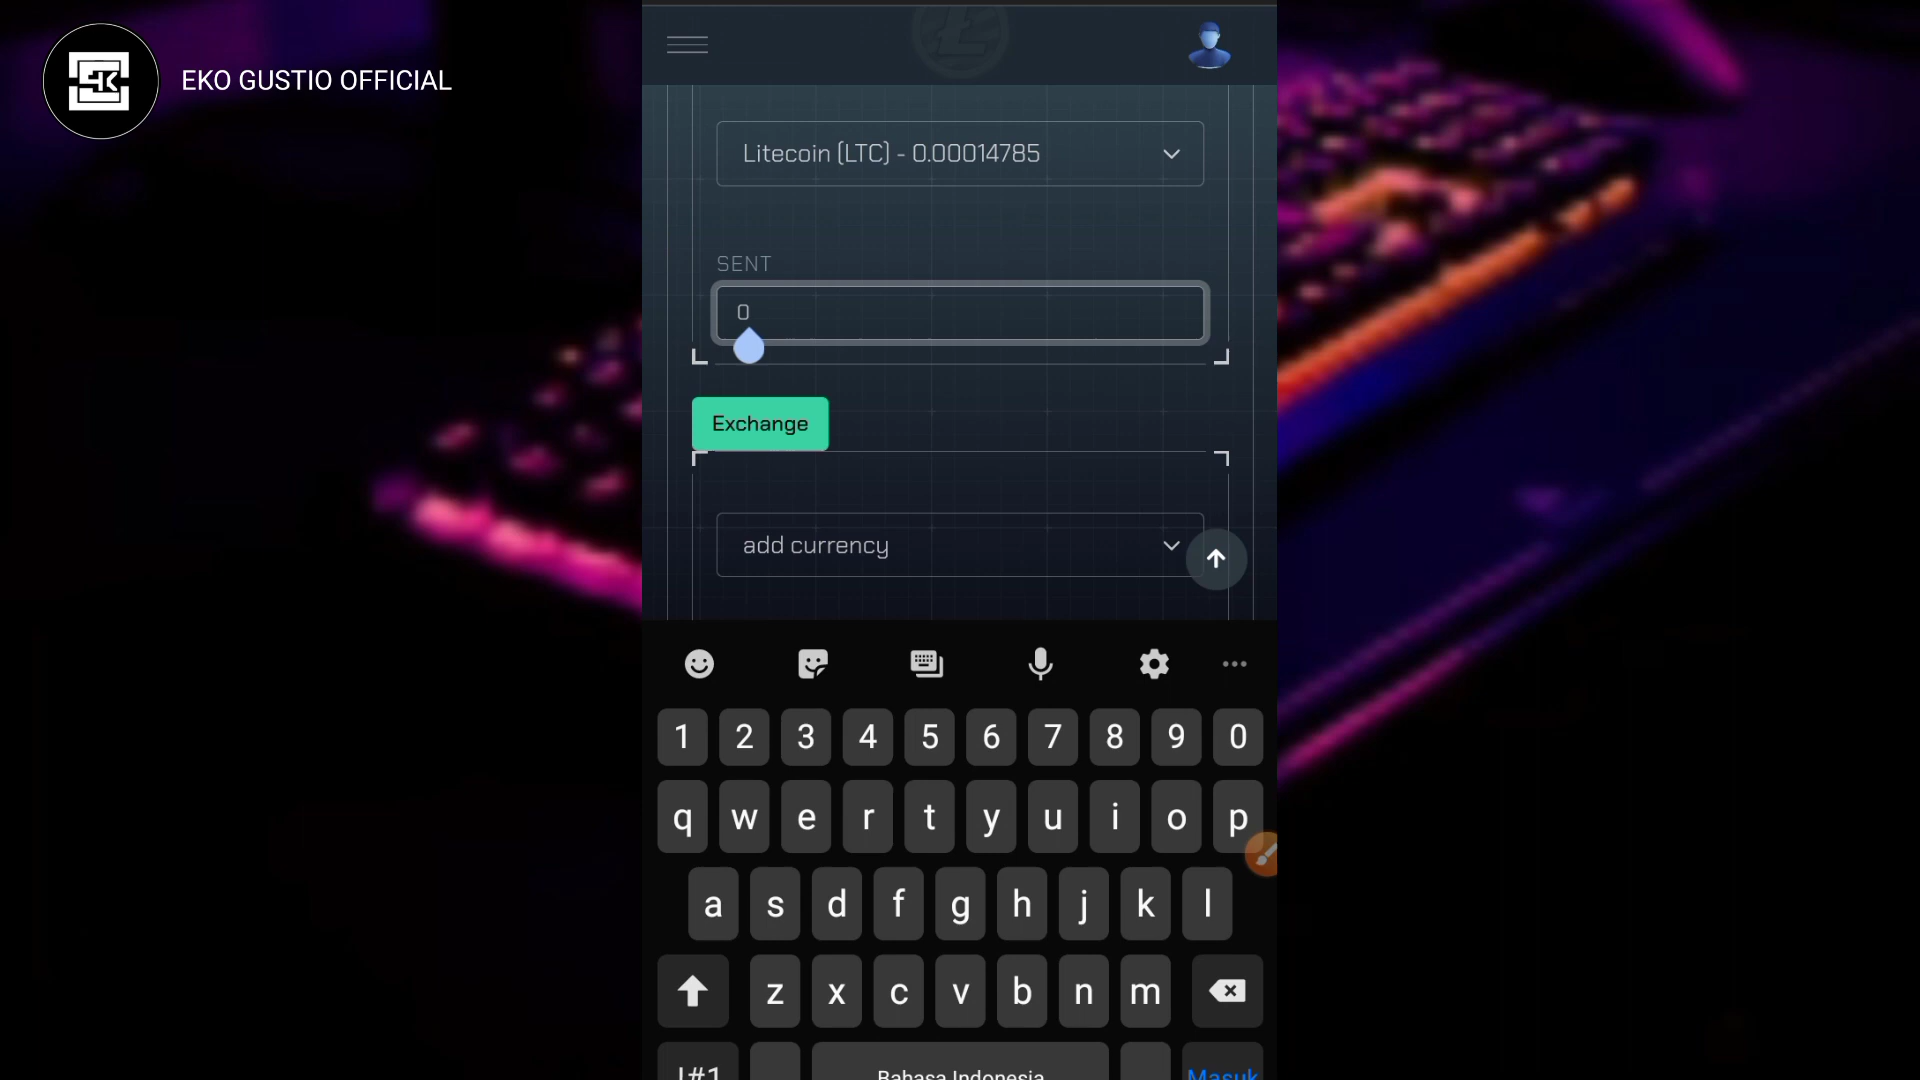 EKO GUSTIO OFFICIAL
Litecoin (LTC) - 0.00014785
SENT
0
Exchange
add currency
1 2 3 4 5 6 7 8 9 0
q w e r t y u i o p
a s d f g h j k l
z x c v b n m
!#1 Bahasa Indonesia Masuk